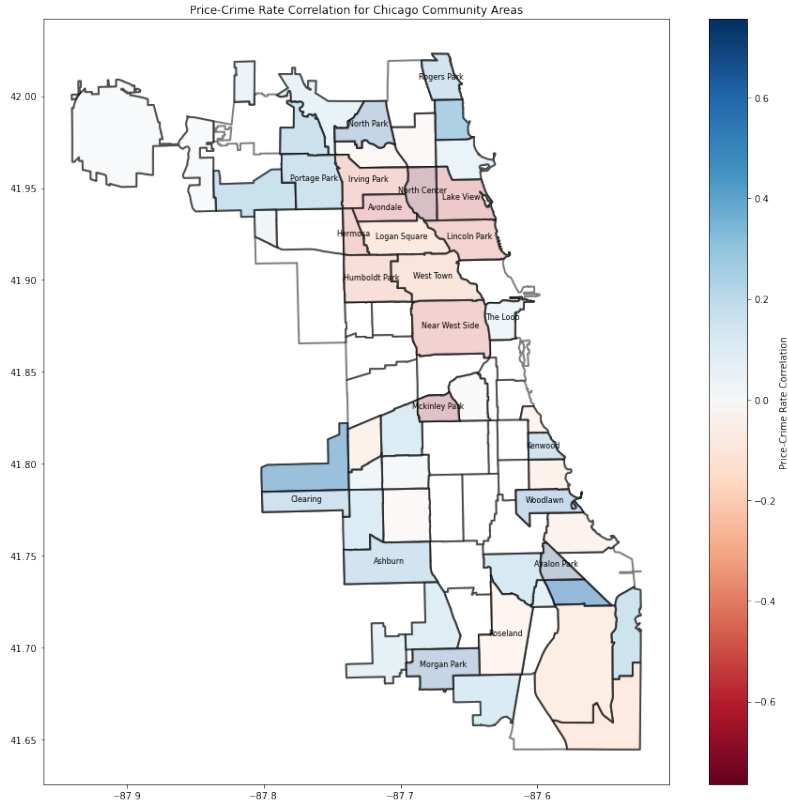 Price-Crime Rate Correlation for Chicago Community Areas
Rogers Park
42.00
North Park
Portage Park
Irving Park
41.95
North Center
Lake View
Avondale
Hermosa
Logan Square
Lincoln Park
41.90
Humboldt Park
West Town
The Loop
Near West Side
41.85
Mckinley Park
Kenwood
41.80
Clearing
Woodlawn
41.75
Ashburn
Avalon Park
Roseland
41.70
Morgan Park
41.65
−87.9
−87.8
−87.7
−87.6
0.6
0.4
0.2
0.0
−0.2
−0.4
−0.6
Price-Crime Rate Correlation